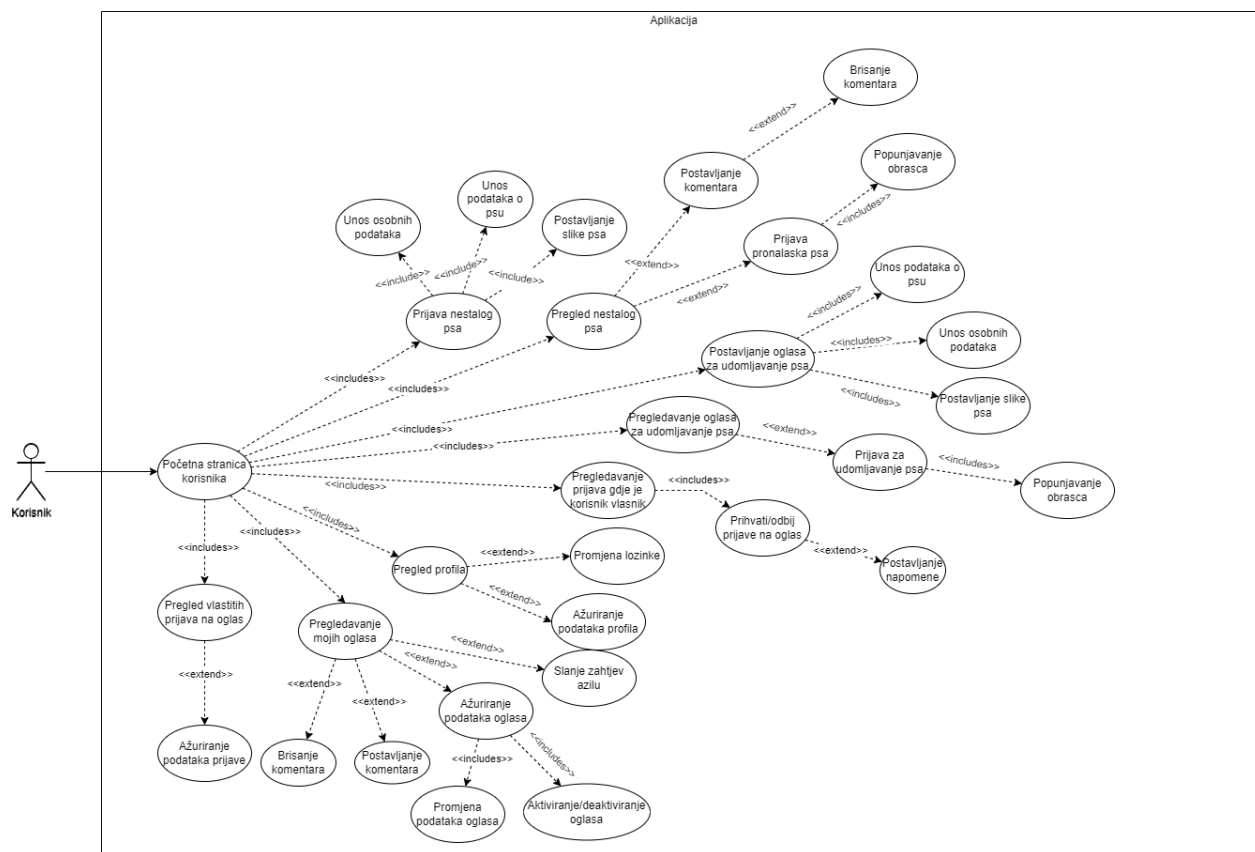 Aplikacija
Brisanje
komentara
<<extend>>
Postavljanje
komentara
Popunjavanje
obrasca
<<includes>>
Unos
podataka o
psu
Unos osobnih
podataka
Postavljanje
slike psa
Prijava
pronalaska psa
<<extend>>
<<extend>>
<<include>>
<<include>>
<<include>>
Prijava nestalog
psa
Pregled nestalog
psa
Unos podataka o
psu
<<includes>>
Unos osobnih
podataka
<<includes>>
Postavljanje oglasa
za udomljavanje psa
<<includes>>
Postavljanje slike
psa
<<includes>>
<<includes>>
<<includes>>
<<includes>>
Pregledavanje oglasa
za udomljavanje psa
<<extend>>
Prijava za
udomljavanje psa
<<includes>>
Popunjavanje
obrasca
Korisnik
Početna stranica
korisnika
<<includes>>
Pregledavanje
prijava gdje je
korisnik vlasnik
<<includes>>
Prihvati/odbij
prijave na oglas
<<extend>>
Postavljanje
napomene
<<includes>>
<<includes>>
<<includes>>
Pregled profila
<<extend>>
Promjena lozinke
<<extend>>
Ažuriranje
podataka profila
Pregled vlastitih
prijava na oglas
Pregledavanje
mojih oglasa
<<extend>>
Slanje zahtjev
azilu
<<extend>>
<<extend>>
<<extend>>
<<extend>>
Ažuriranje
podataka oglasa
Ažuriranje
podataka prijave
Brisanje
komentara
Postavljanje
komentara
<<includes>>
<<includes>>
Promjena
podataka oglasa
Aktiviranje/deaktiviranje
oglasa